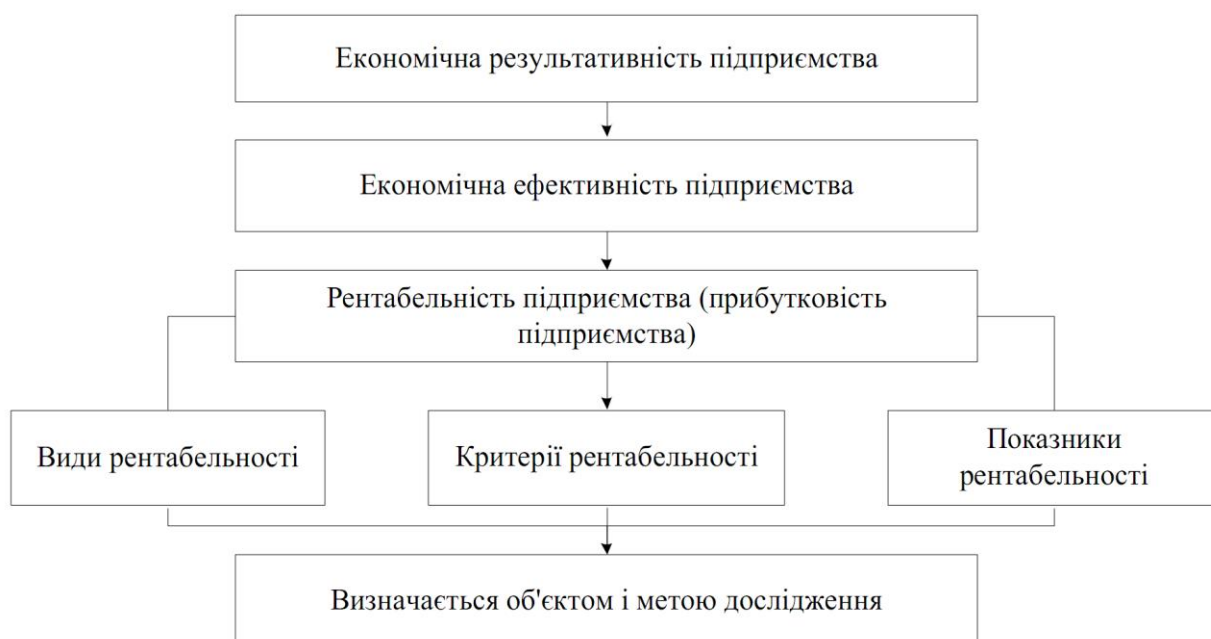 Економічна результативність підприємства
Економічна ефективність підприємства
Рентабельність підприємства (прибутковість
підприємства)
Види рентабельності
Критерії рентабельності
Показники
рентабельності
Визначається об'єктом і метою дослідження